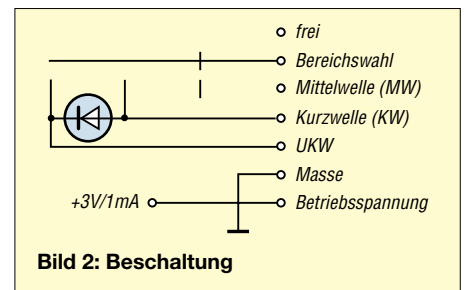 frei
Bereichswahl
Mittelwelle (MW)
Kurzwelle (KW)
UKW
Masse
+3V/1mA
Betriebsspannung
Bild 2: Beschaltung